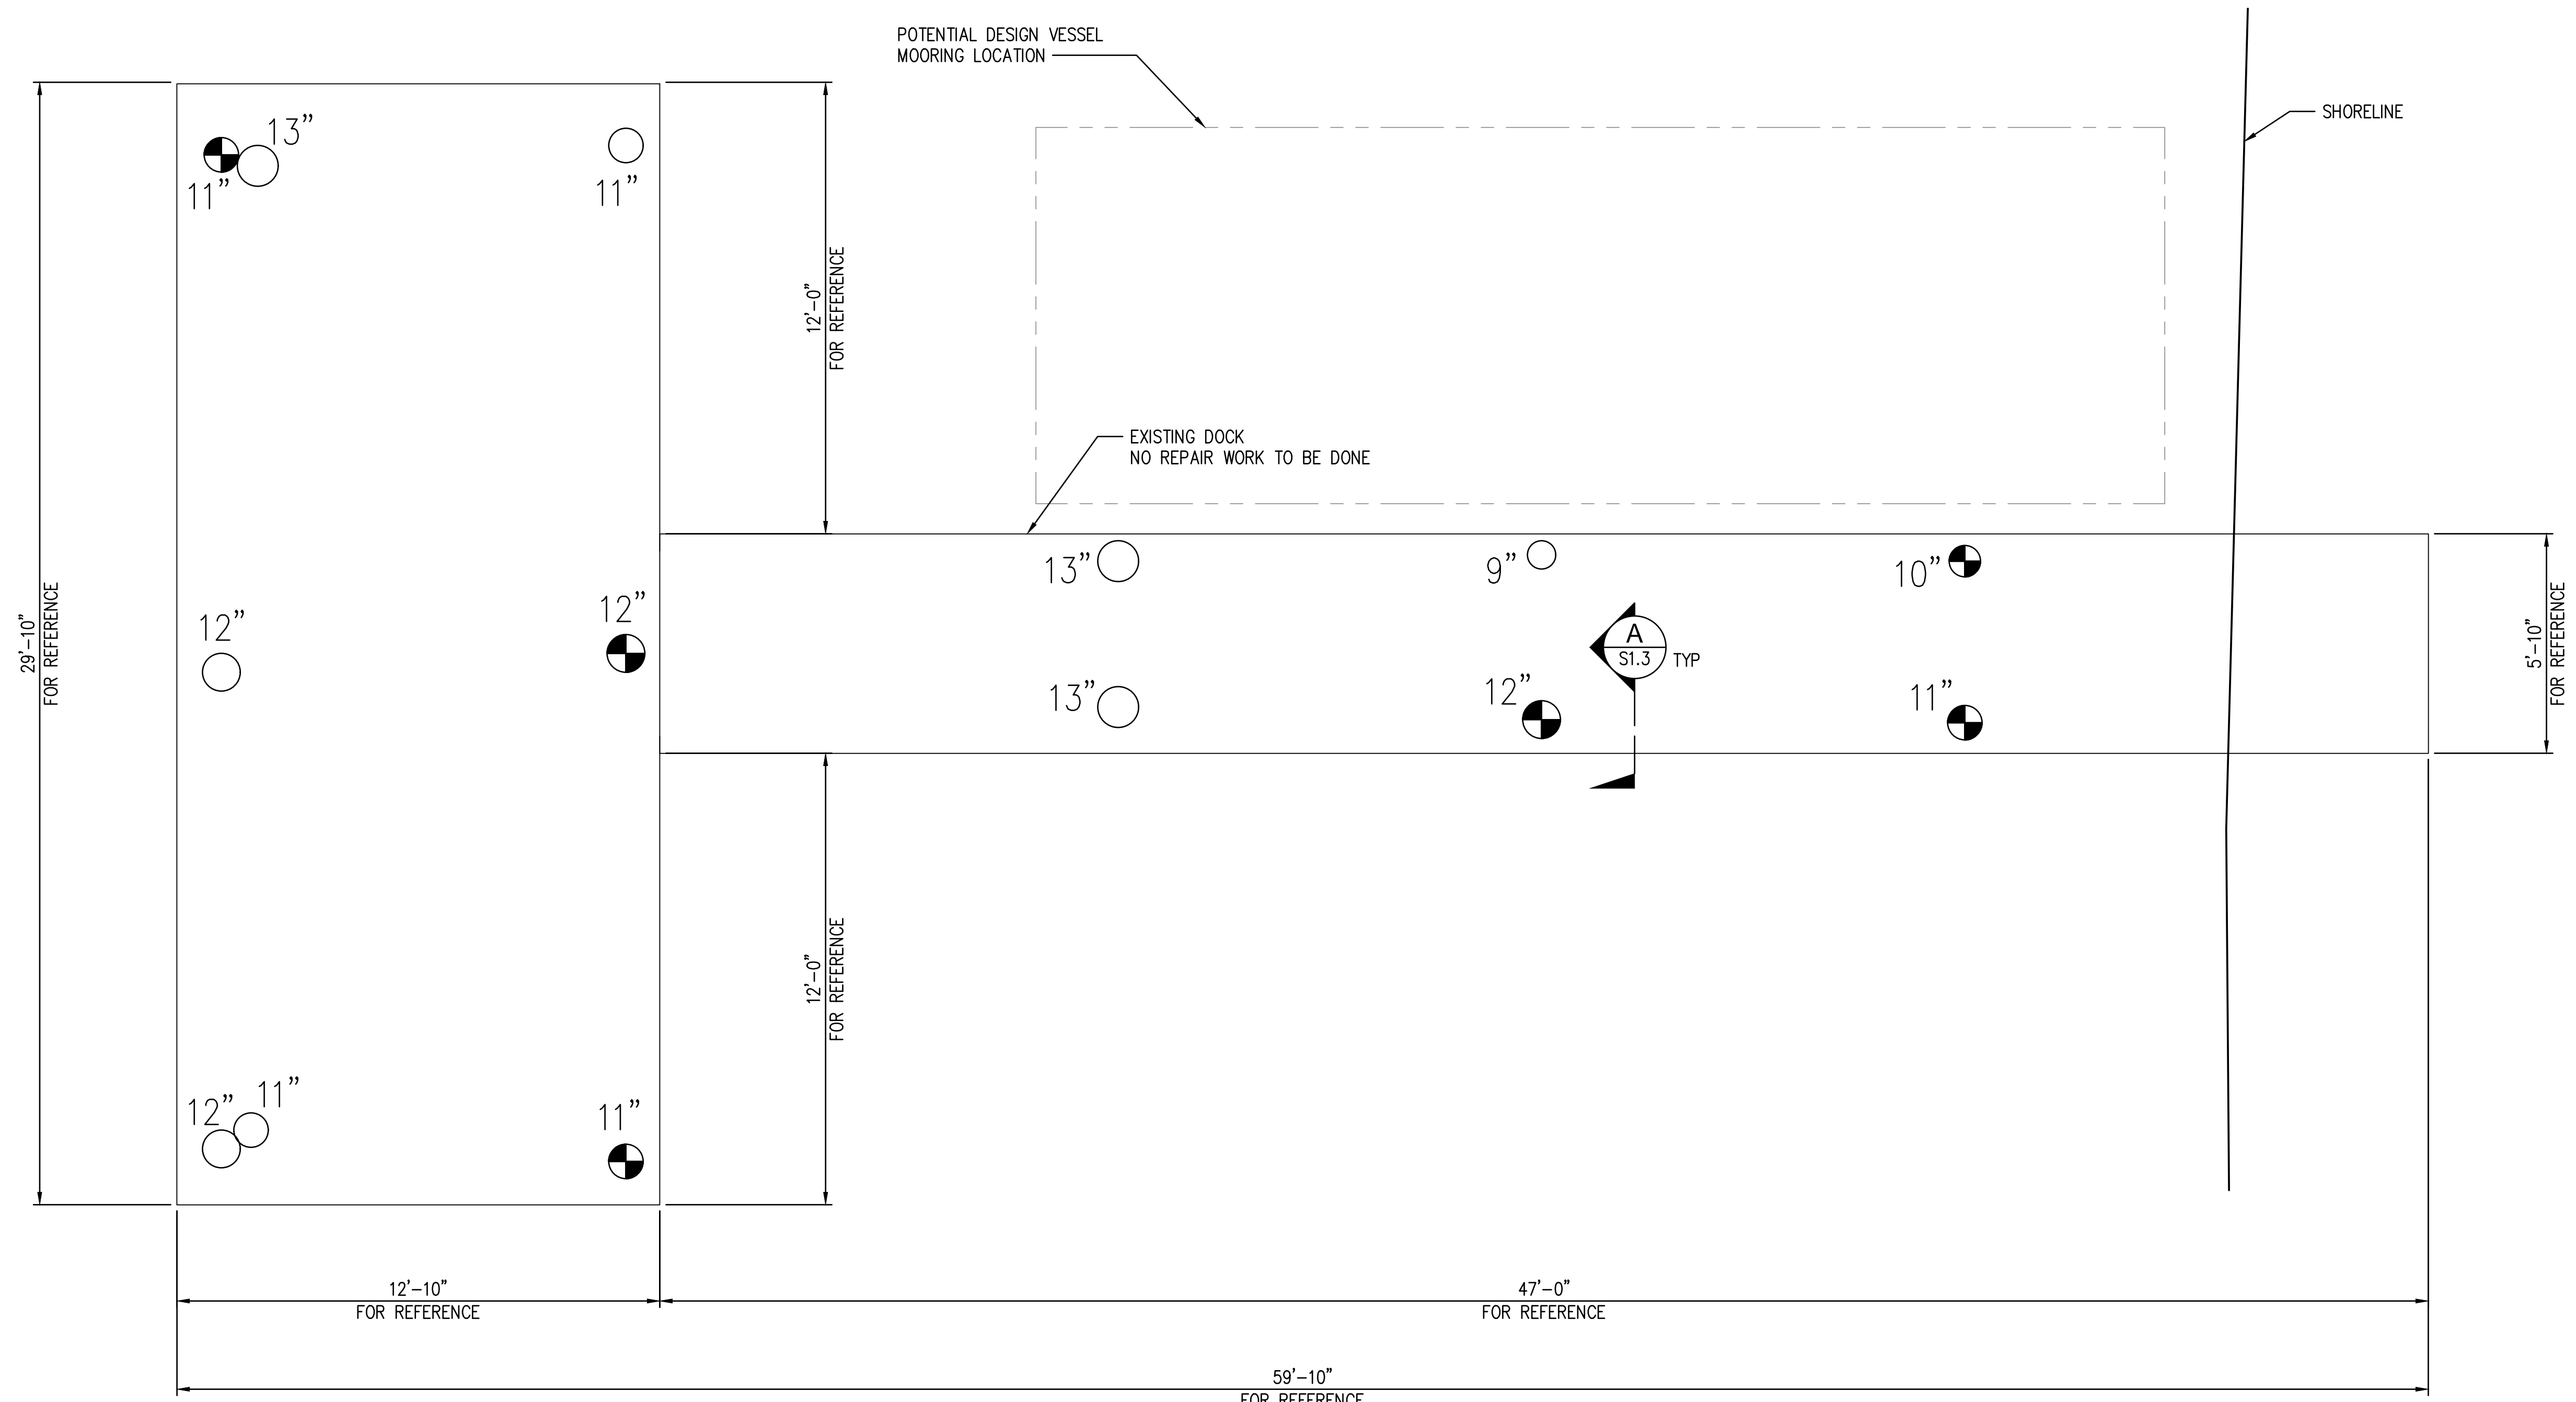 POTENTIAL DESIGN VESSEL
MOORING LOCATION
SHORELINE
13”
11”
11”
12'-0"
FOR REFERENCE
EXISTING DOCK
NO REPAIR WORK TO BE DONE
29'-10"
FOR REFERENCE
12”
12”
13”
9”
10”
13”
12”
11”
A
S1.3
TYP
5'-10"
FOR REFERENCE
12'-0"
FOR REFERENCE
12”
11”
11”
12'-10"
FOR REFERENCE
47'-0"
FOR REFERENCE
59'-10"
FOR REFERENCE